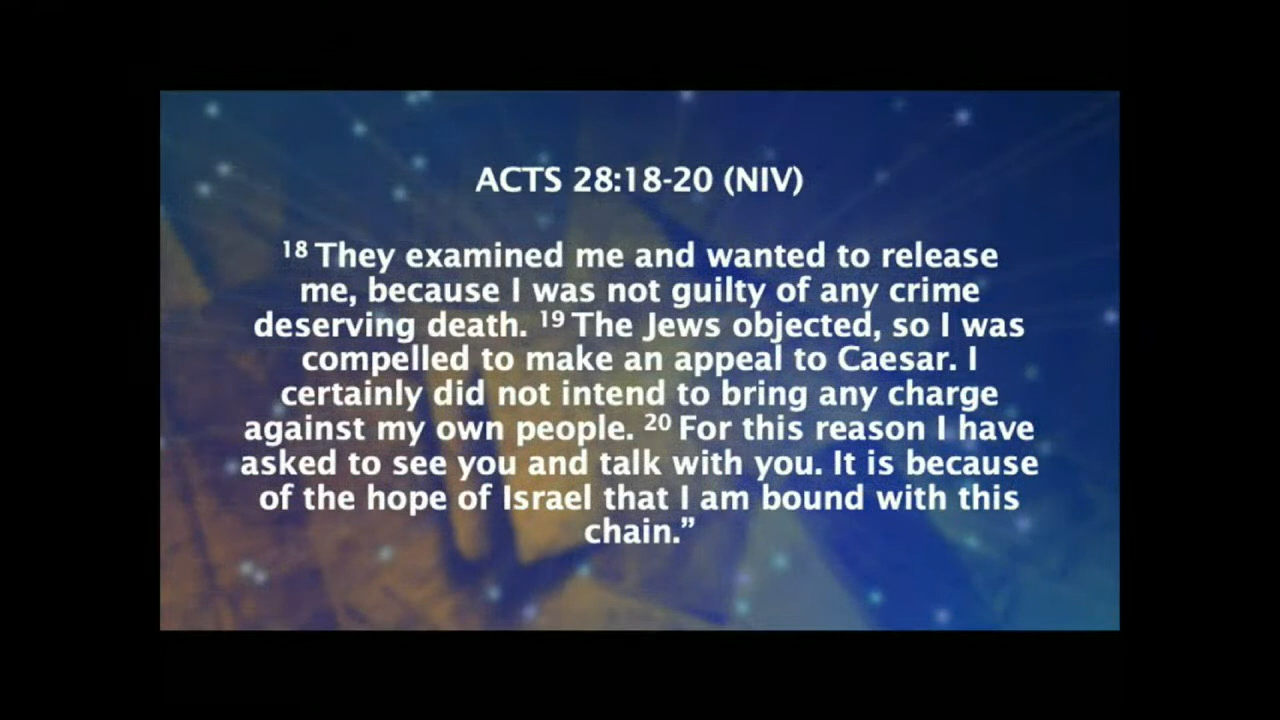 ACTS 28:18-20 (NIV)
18 They examined me and wanted to release
me, because I was not guilty of any crime
deserving death. 19 The Jews objected, so I was
compelled to make an appeal to Caesar. I
certainly did not intend to bring any charge
against my own people. 20 For this reason I have
asked to see you and talk with you. It is because
of the hope of Israel that I am bound with this
chain.”